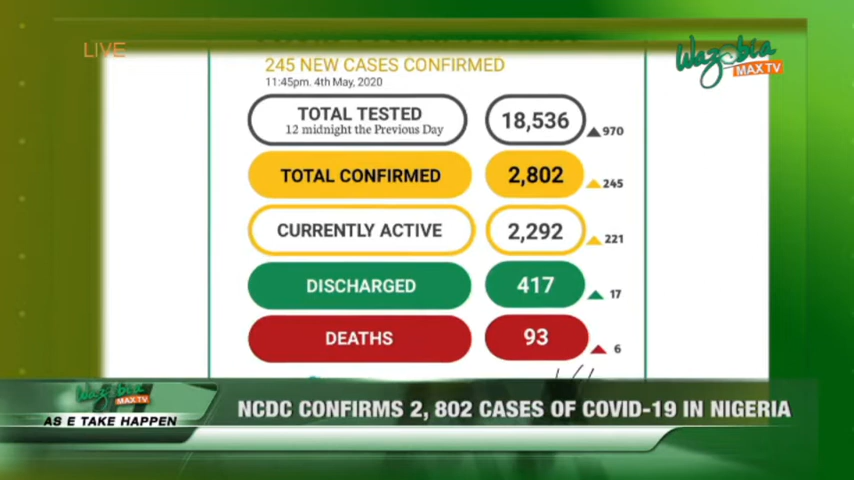 LIVE
Wazobia
MAX TV
245 NEW CASES CONFIRMED
11:45pm. 4th May, 2020
TOTAL TESTED
12 midnight the Previous Day
18,536
970
TOTAL CONFIRMED
2,802
245
CURRENTLY ACTIVE
2,292
221
DISCHARGED
417
17
DEATHS
93
6
Wazobia
MAX TV
AS E TAKE HAPPEN
NCDC CONFIRMS 2, 802 CASES OF COVID-19 IN NIGERIA